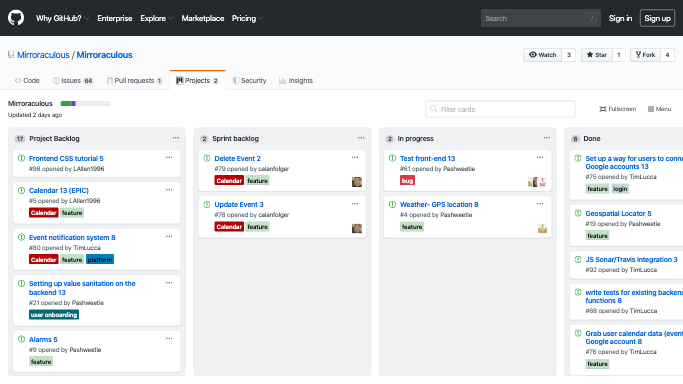 Why GitHub?
Enterprise
Explore
Marketplace
Pricing
Search
/
Sign in
Sign up
Mirroraculous / Mirroraculous
Watch 3
Star 1
Fork 4
Code
Issues 64
Pull requests 1
Projects 2
Security
Insights
Mirroraculous
Updated 2 days ago
Filter cards
Fullscreen
Menu
17 Project Backlog
Frontend CSS tutorial 5
#98 opened by LAllen1996
Calendar 13 (EPIC)
#5 opened by LAllen1996
Calendar feature
Event notification system 8
#80 opened by TimLucca
Calendar feature platform
Setting up value sanitation on the
backend 13
#21 opened by Pashweetie
user onboarding
Alarms 5
#9 opened by Pashweetie
feature
2 Sprint backlog
Delete Event 2
#79 opened by calanfolger
Calendar feature
Update Event 3
#78 opened by calanfolger
Calendar feature
2 In progress
Test front-end 13
#61 opened by Pashweetie
bug
Weather- GPS location 8
#4 opened by Pashweetie
feature
6 Done
Set up a way for users to conne
Google accounts 13
#75 opened by TimLucca
feature login
Geospatial Locator 5
#19 opened by Pashweetie
feature
JS Sonar/Travis integration 3
#92 opened by TimLucca
write tests for existing backend
functions 8
#68 opened by TimLucca
Grab user calendar data (event
Google account 8
#76 opened by TimLucca
feature